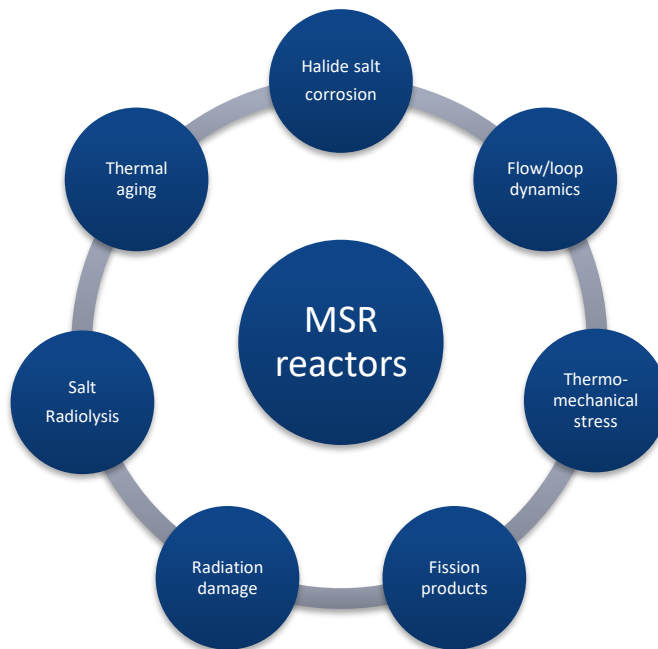 Halide salt
corrosion
Flow/loop
dynamics
Thermo-
mechanical
stress
Fission
products
Radiation
damage
Salt
Radiolysis
Thermal
aging
MSR
reactors